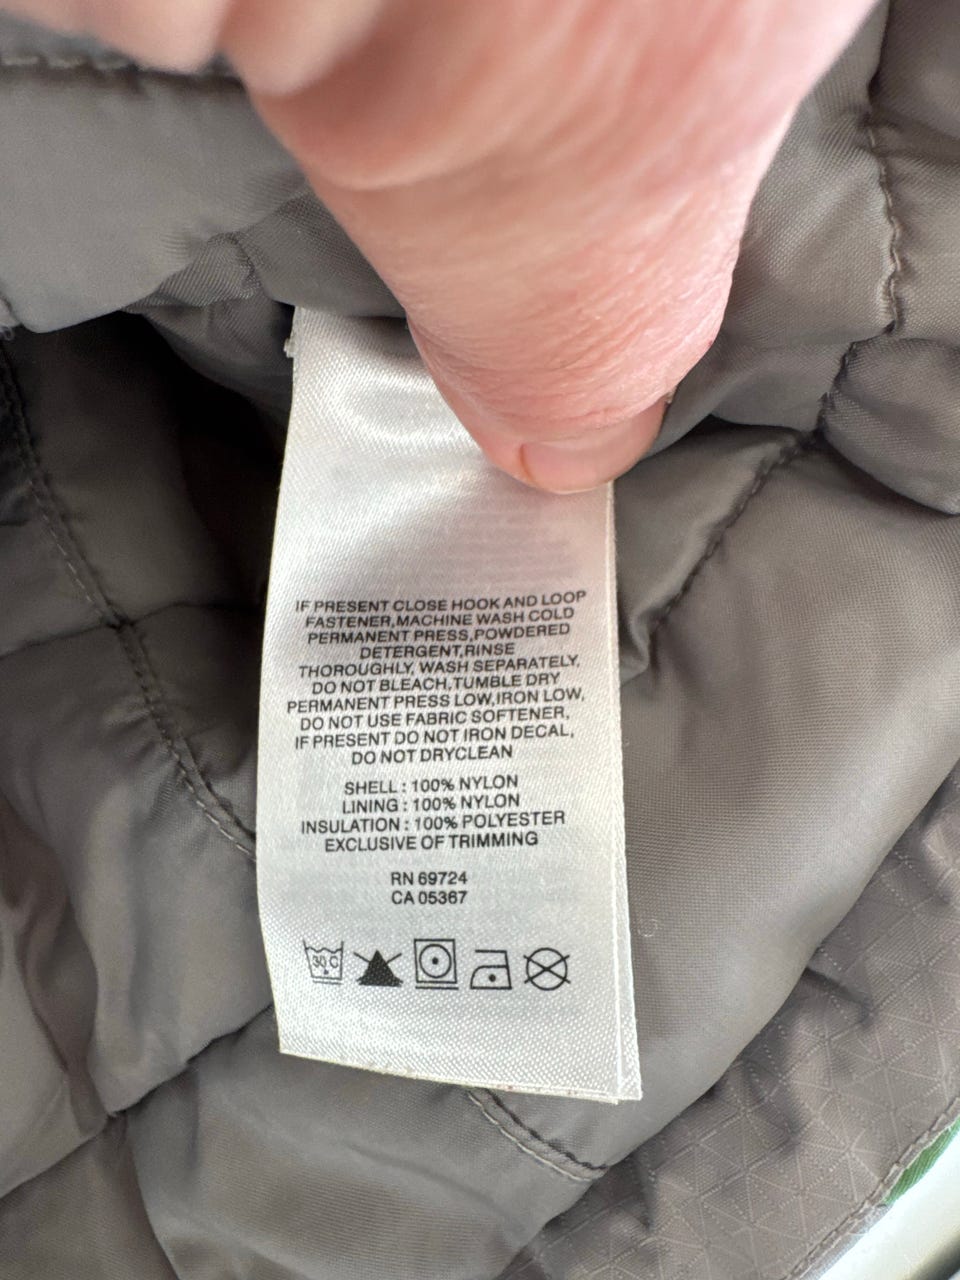 IF PRESENT CLOSE HOOK AND LOOP
FASTENER,MACHINE WASH COLD
PERMANENT PRESS,POWDERED
DETERGENT,RINSE
THOROUGHLY, WASH SEPARATELY,
DO NOT BLEACH,TUMBLE DRY
PERMANENT PRESS LOW,IRON LOW,
DO NOT USE FABRIC SOFTENER,
IF PRESENT DO NOT IRON DECAL,
DO NOT DRYCLEAN
SHELL : 100% NYLON
LINING : 100% NYLON
INSULATION : 100% POLYESTER
EXCLUSIVE OF TRIMMING
RN 69724
CA 05367
30 C